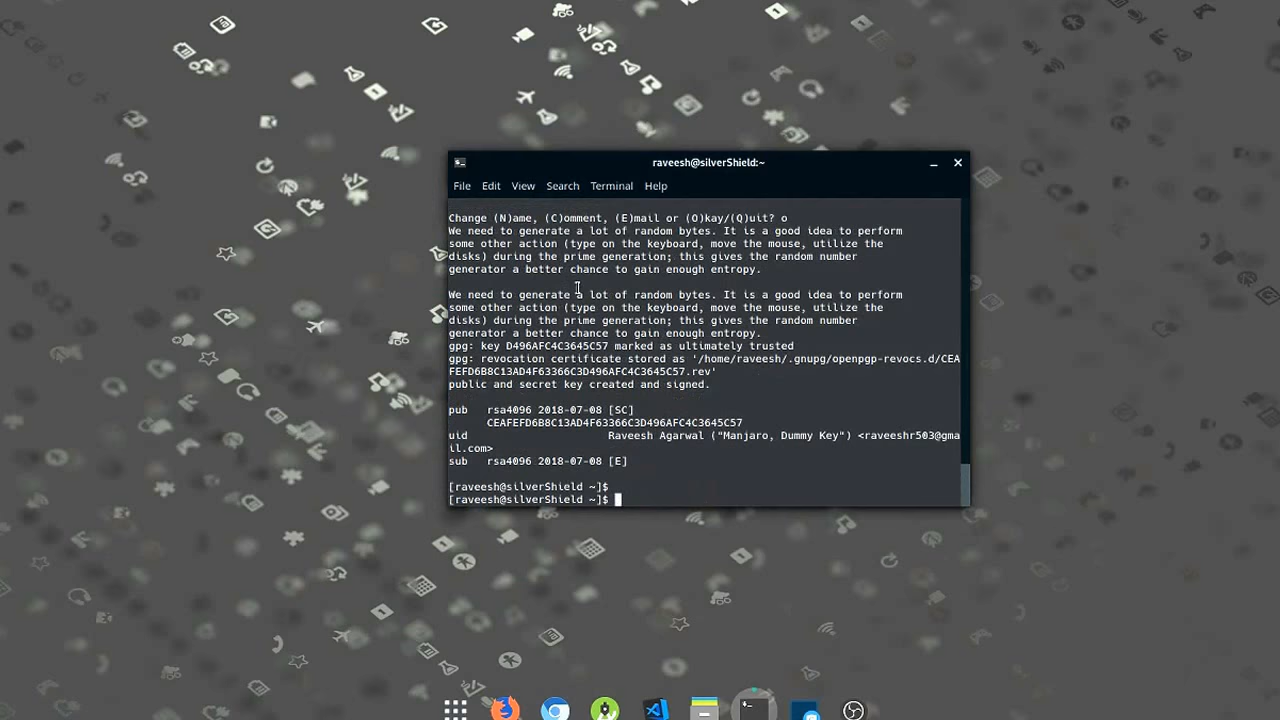 raveesh@silverShield:~
File Edit View Search Terminal Help
Change (N)ame, (C)omment, (E)mail or (O)kay/(Q)uit? o
We need to generate a lot of random bytes. It is a good idea to perform
some other action (type on the keyboard, move the mouse, utilize the
disks) during the prime generation; this gives the random number
generator a better chance to gain enough entropy.
We need to generate a lot of random bytes. It is a good idea to perform
some other action (type on the keyboard, move the mouse, utilize the
disks) during the prime generation; this gives the random number
generator a better chance to gain enough entropy.
gpg: key D496AFC4C3645C57 marked as ultimately trusted
gpg: revocation certificate stored as '/home/raveesh/.gnupg/openpgp-revocs.d/CEA
FEFD6B8C13AD4F63366C3D496AFC4C3645C57.rev'
public and secret key created and signed.
pub rsa4096 2018-07-08 [SC]
CEAFEFD6B8C13AD4F63366C3D496AFC4C3645C57
uid Raveesh Agarwal ("Manjaro, Dummy Key") <raveeshr503@gma
il.com>
sub rsa4096 2018-07-08 [E]
[raveesh@silverShield ~]$
[raveesh@silverShield ~]$